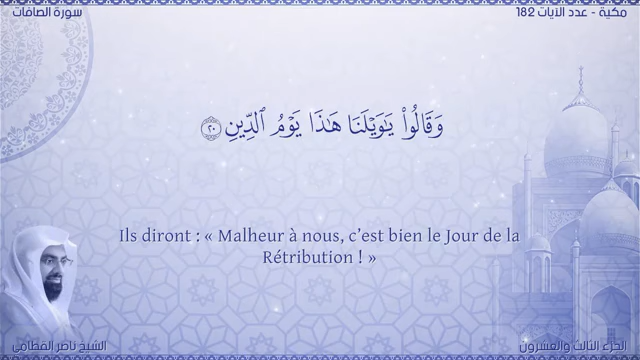 سورة الصافات
مكية - عدد الآيات 182
وَقَالُوا۟ يَـٰوَيْلَنَا هَـٰذَا يَوْمُ ٱلدِّينِ ٢٠
Ils diront : « Malheur à nous, c’est bien le Jour de la
Rétribution ! »
الشيخ ناصر القطامي
الجزء الثالث والعشرون